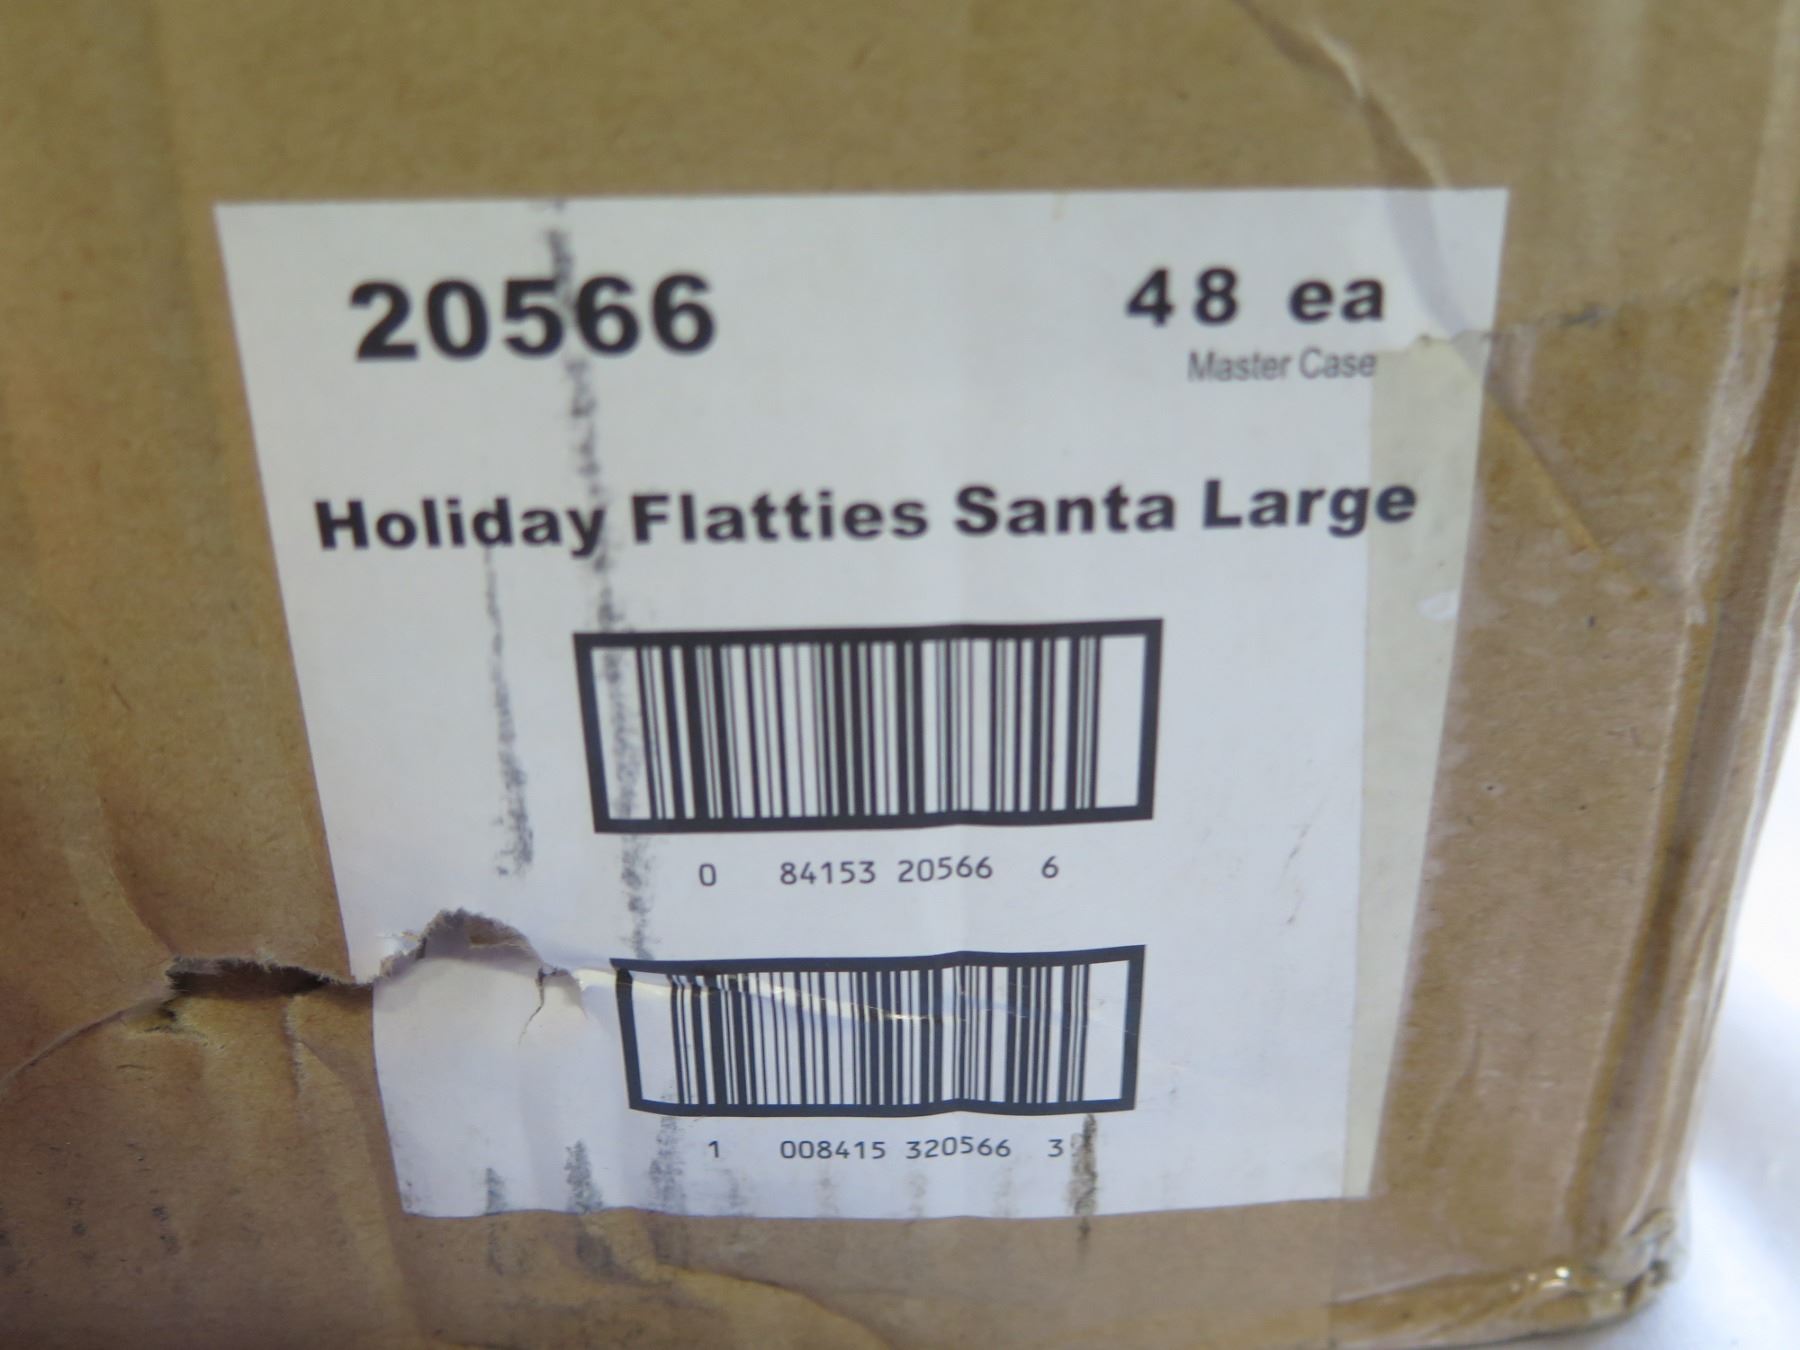 20566 48 ea
Master Case
Holiday Flatties Santa Large
0 84153 20566 6
1 008415 320566 3